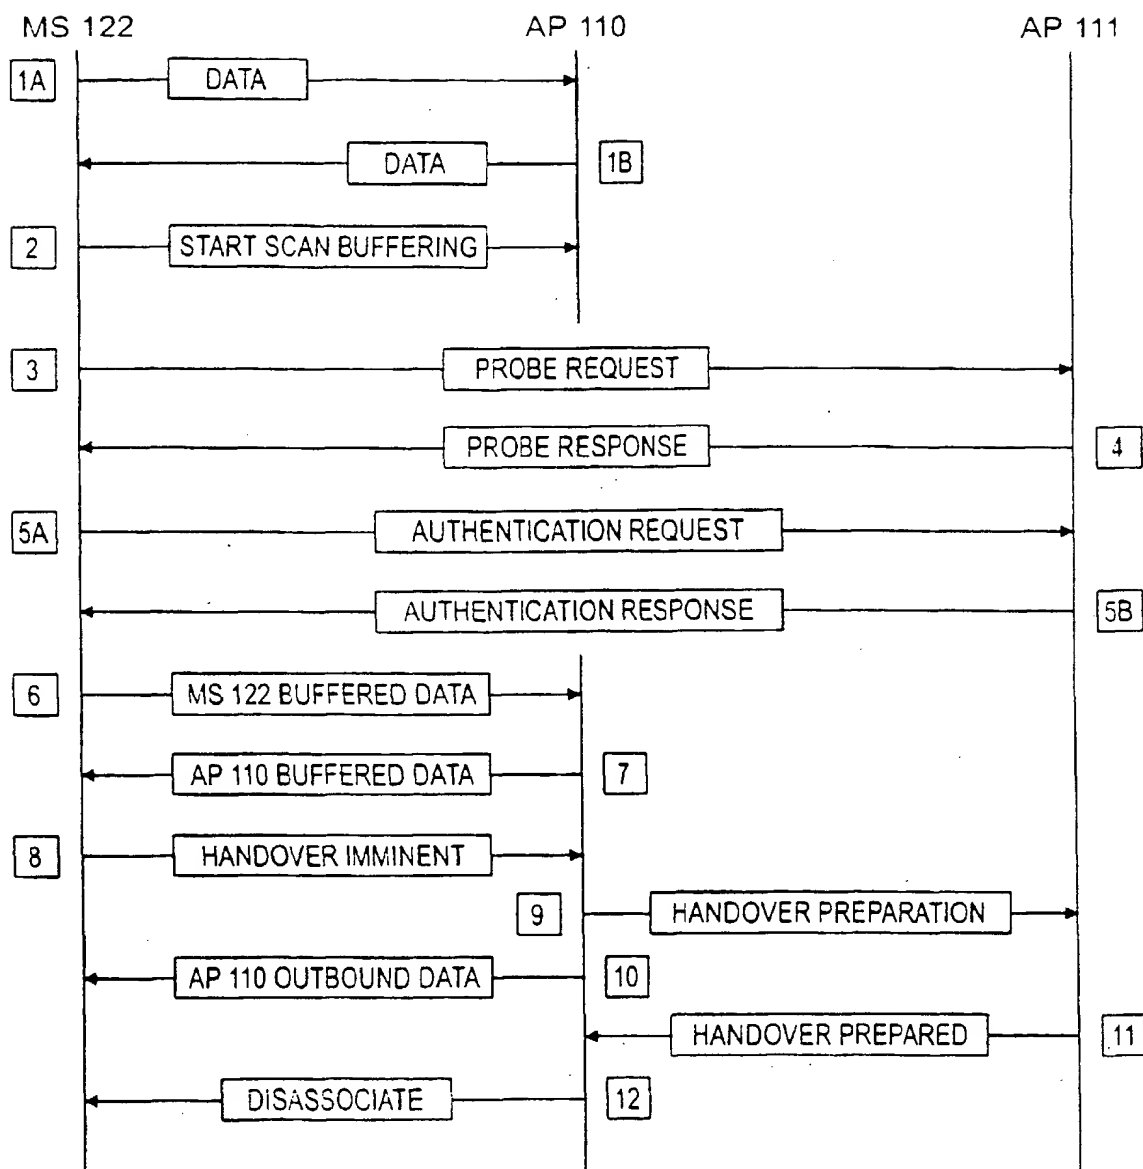 MS 122 AP 110 AP 111
1A DATA
DATA 1B
2 START SCAN BUFFERING
3 PROBE REQUEST
PROBE RESPONSE 4
5A AUTHENTICATION REQUEST
AUTHENTICATION RESPONSE 5B
6 MS 122 BUFFERED DATA
AP 110 BUFFERED DATA 7
8 HANDOVER IMMINENT
9 HANDOVER PREPARATION
AP 110 OUTBOUND DATA 10
HANDOVER PREPARED 11
DISASSOCIATE 12